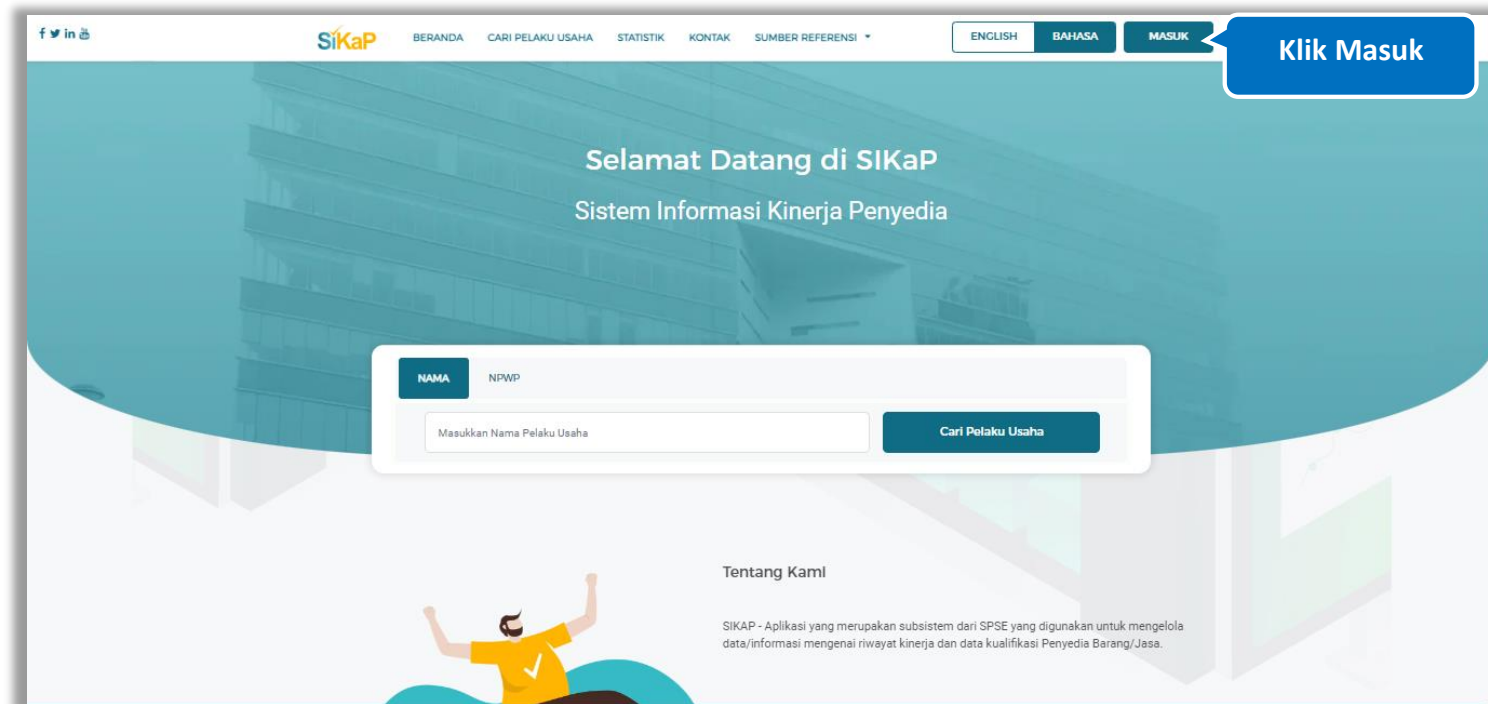 SIKaP
BERANDA
CARI PELAKU USAHA
STATISTIK
KONTAK
SUMBER REFERENSI
ENGLISH
BAHASA
MASUK
Klik Masuk
Selamat Datang di SIKaP
Sistem Informasi Kinerja Penyedia
NAMA
NPWP
Masukkan Nama Pelaku Usaha
Cari Pelaku Usaha
Tentang Kami
SIKAP - Aplikasi yang merupakan subsistem dari SPSE yang digunakan untuk mengelola
data/informasi mengenai riwayat kinerja dan data kualifikasi Penyedia Barang/Jasa.